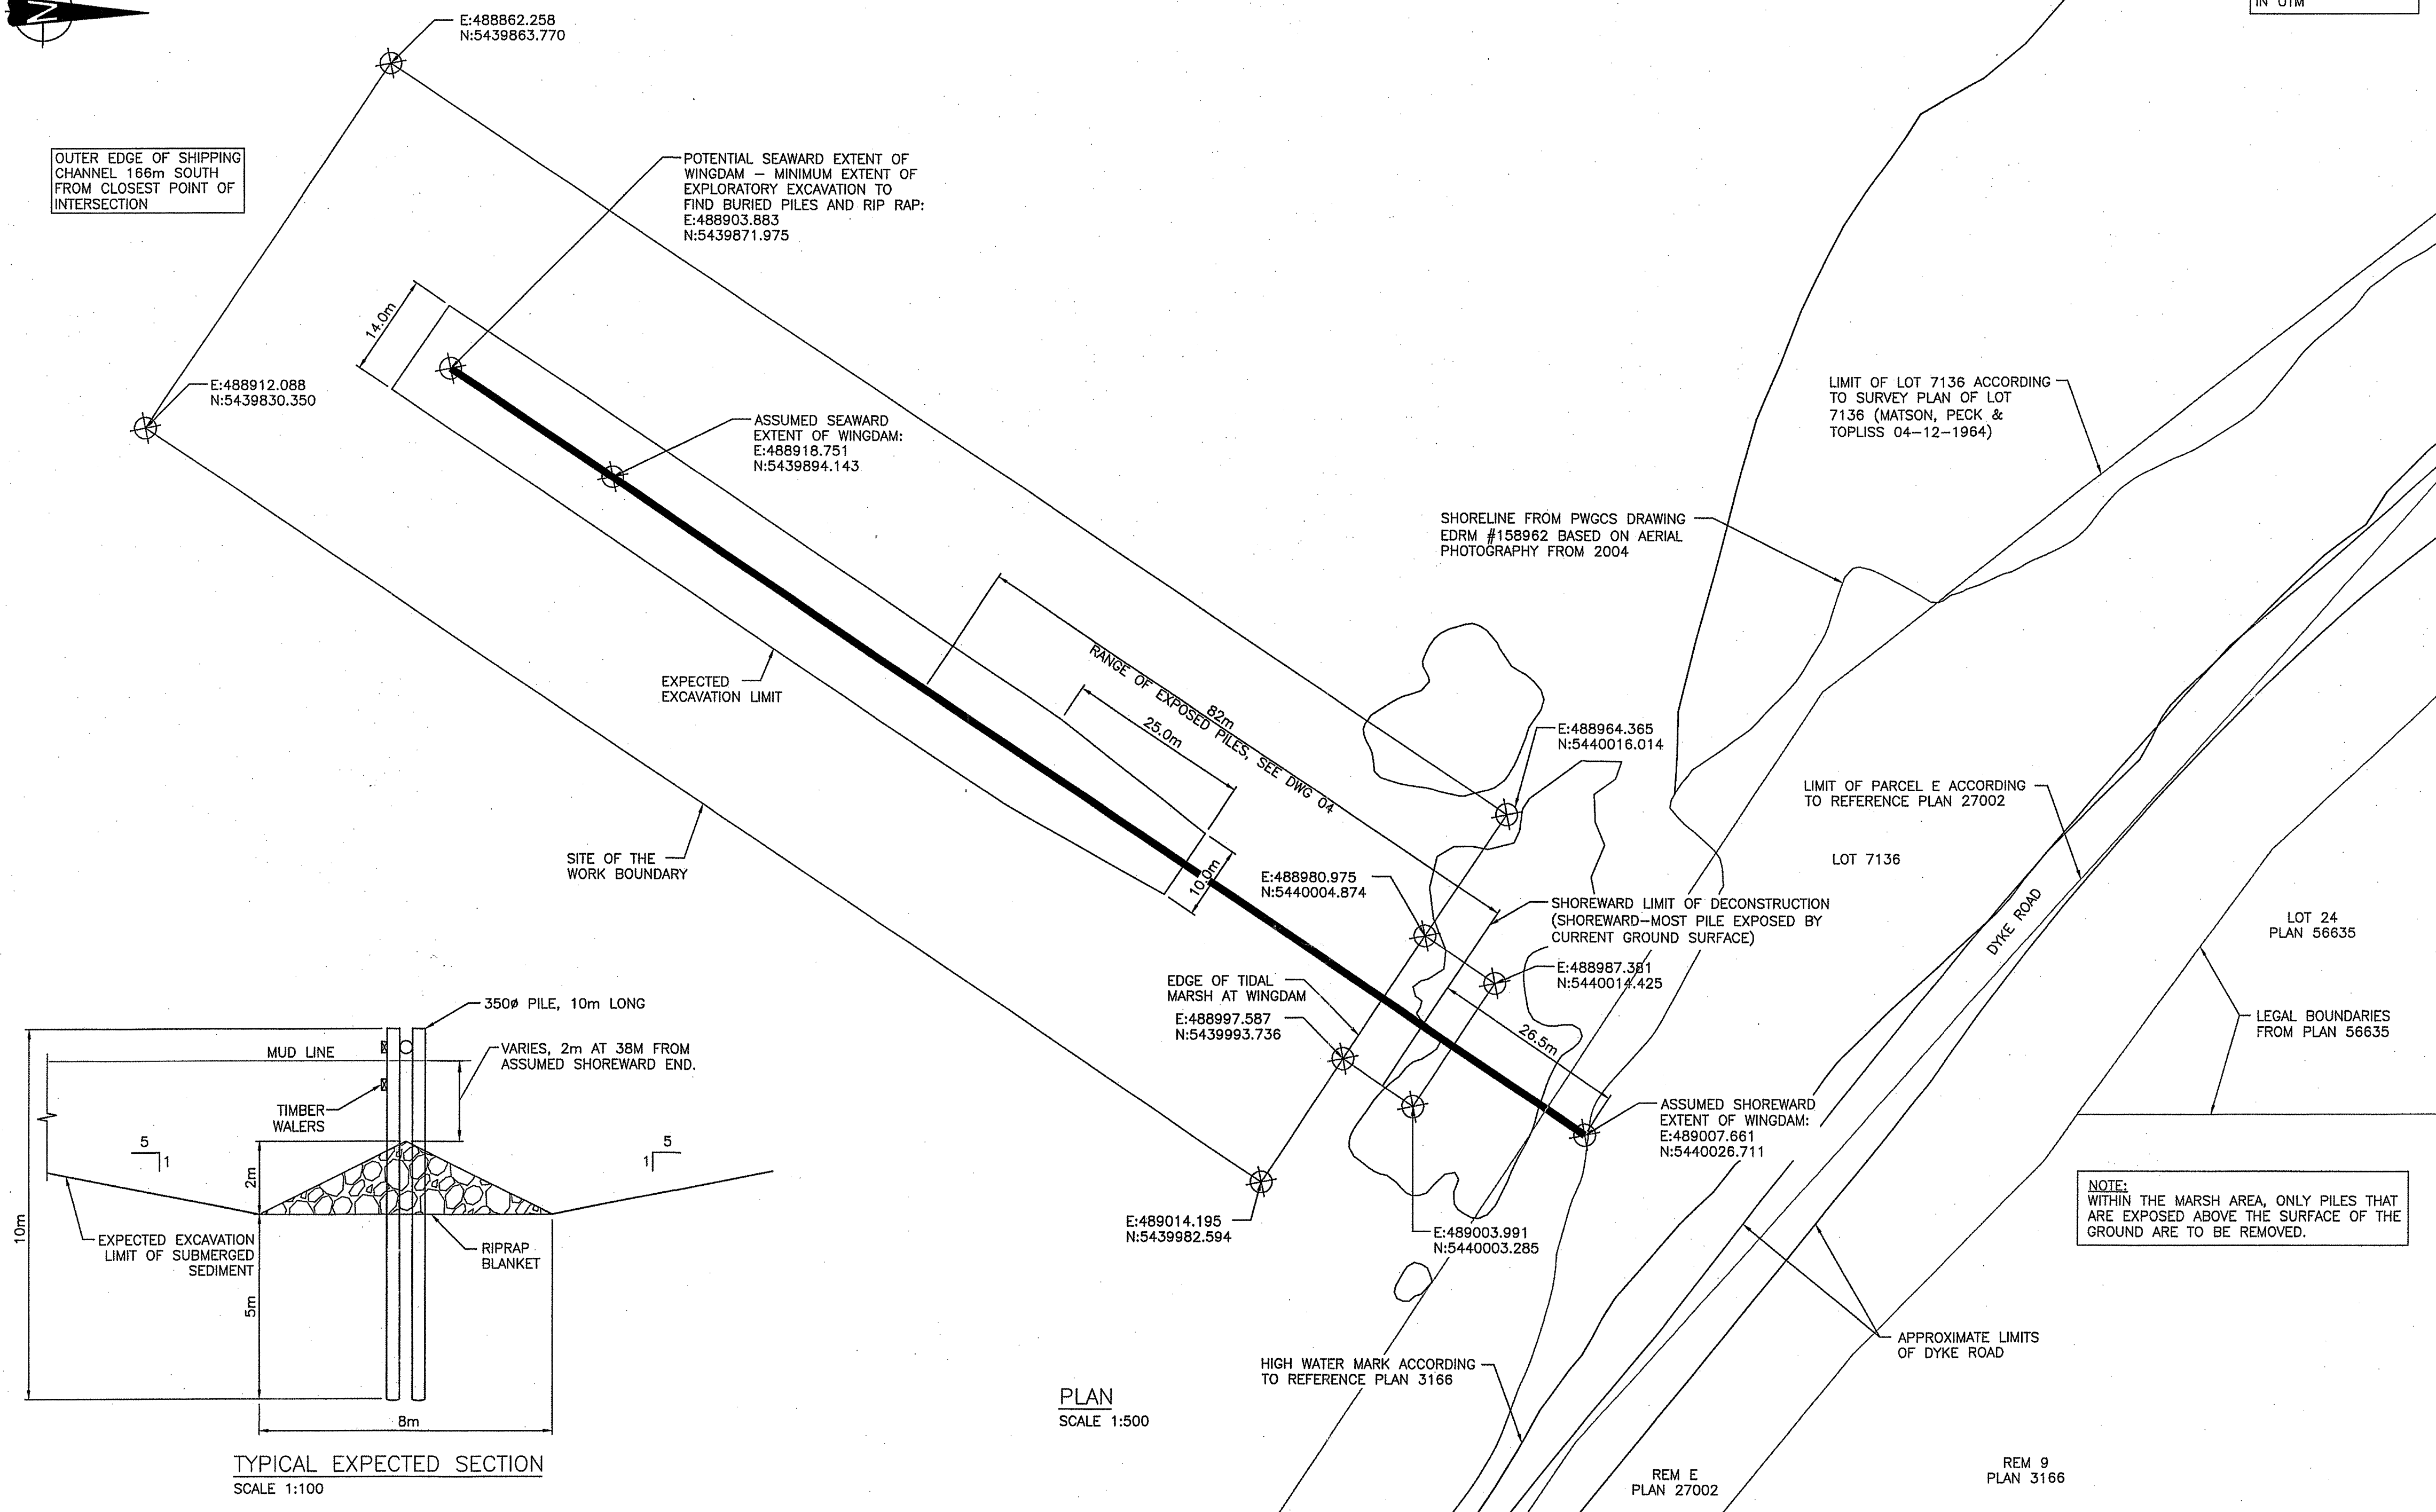 N
IN UTM
E:488862.258
N:5439863.770
OUTER EDGE OF SHIPPING
CHANNEL 166m SOUTH
FROM CLOSEST POINT OF
INTERSECTION
POTENTIAL SEAWARD EXTENT OF
WINGDAM – MINIMUM EXTENT OF
EXPLORATORY EXCAVATION TO
FIND BURIED PILES AND RIP RAP:
E:488903.883
N:5439871.975
14.0m
E:488912.088
N:5439830.350
ASSUMED SEAWARD
EXTENT OF WINGDAM:
E:488918.751
N:5439894.143
LIMIT OF LOT 7136 ACCORDING
TO SURVEY PLAN OF LOT
7136 (MATSON, PECK &
TOPLISS 04-12-1964)
SHORELINE FROM PWGCS DRAWING
EDRM #158962 BASED ON AERIAL
PHOTOGRAPHY FROM 2004
EXPECTED
EXCAVATION LIMIT
82m
RANGE OF EXPOSED PILES, SEE DWG 04
25.0m
E:488964.365
N:5440016.014
LIMIT OF PARCEL E ACCORDING
TO REFERENCE PLAN 27002
LOT 7136
SITE OF THE
WORK BOUNDARY
10.0m
E:488980.975
N:5440004.874
SHOREWARD LIMIT OF DECONSTRUCTION
(SHOREWARD-MOST PILE EXPOSED BY
CURRENT GROUND SURFACE)
DYKE ROAD
LOT 24
PLAN 56635
E:488987.381
N:5440014.425
EDGE OF TIDAL
MARSH AT WINGDAM
E:488997.587
N:5439993.736
26.5m
LEGAL BOUNDARIES
FROM PLAN 56635
ASSUMED SHOREWARD
EXTENT OF WINGDAM:
E:489007.661
N:5440026.711
NOTE:
WITHIN THE MARSH AREA, ONLY PILES THAT
ARE EXPOSED ABOVE THE SURFACE OF THE
GROUND ARE TO BE REMOVED.
E:489014.195
N:5439982.594
E:489003.991
N:5440003.285
APPROXIMATE LIMITS
OF DYKE ROAD
HIGH WATER MARK ACCORDING
TO REFERENCE PLAN 3166
350ø PILE, 10m LONG
MUD LINE
VARIES, 2m AT 38M FROM
ASSUMED SHOREWARD END.
TIMBER
WALERS
5
1
5
1
2m
10m
EXPECTED EXCAVATION
LIMIT OF SUBMERGED
SEDIMENT
RIPRAP
BLANKET
5m
8m
TYPICAL EXPECTED SECTION
SCALE 1:100
PLAN
SCALE 1:500
REM E
PLAN 27002
REM 9
PLAN 3166